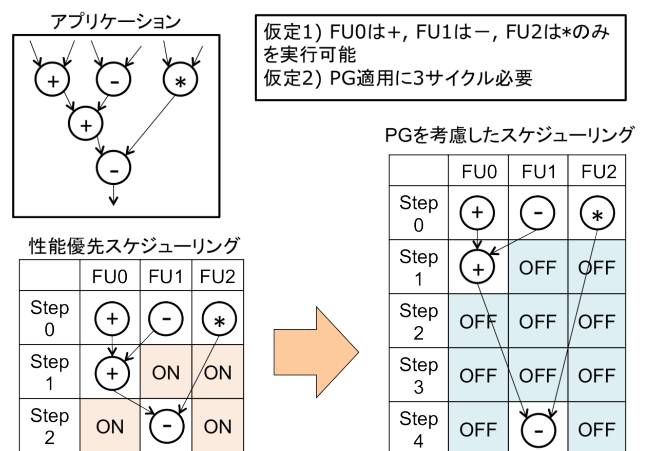 アプリケーション
+ - *
+
-
仮定1) FU0は+, FU1は－, FU2は*のみ
を実行可能
仮定2) PG適用に3サイクル必要
性能優先スケジューリング
FU0 FU1 FU2
Step 0 + - *
Step 1 + ON ON
Step 2 ON - ON
PGを考慮したスケジューリング
FU0 FU1 FU2
Step 0 + - *
Step 1 + OFF OFF
Step 2 OFF OFF OFF
Step 3 OFF OFF OFF
Step 4 OFF - OFF